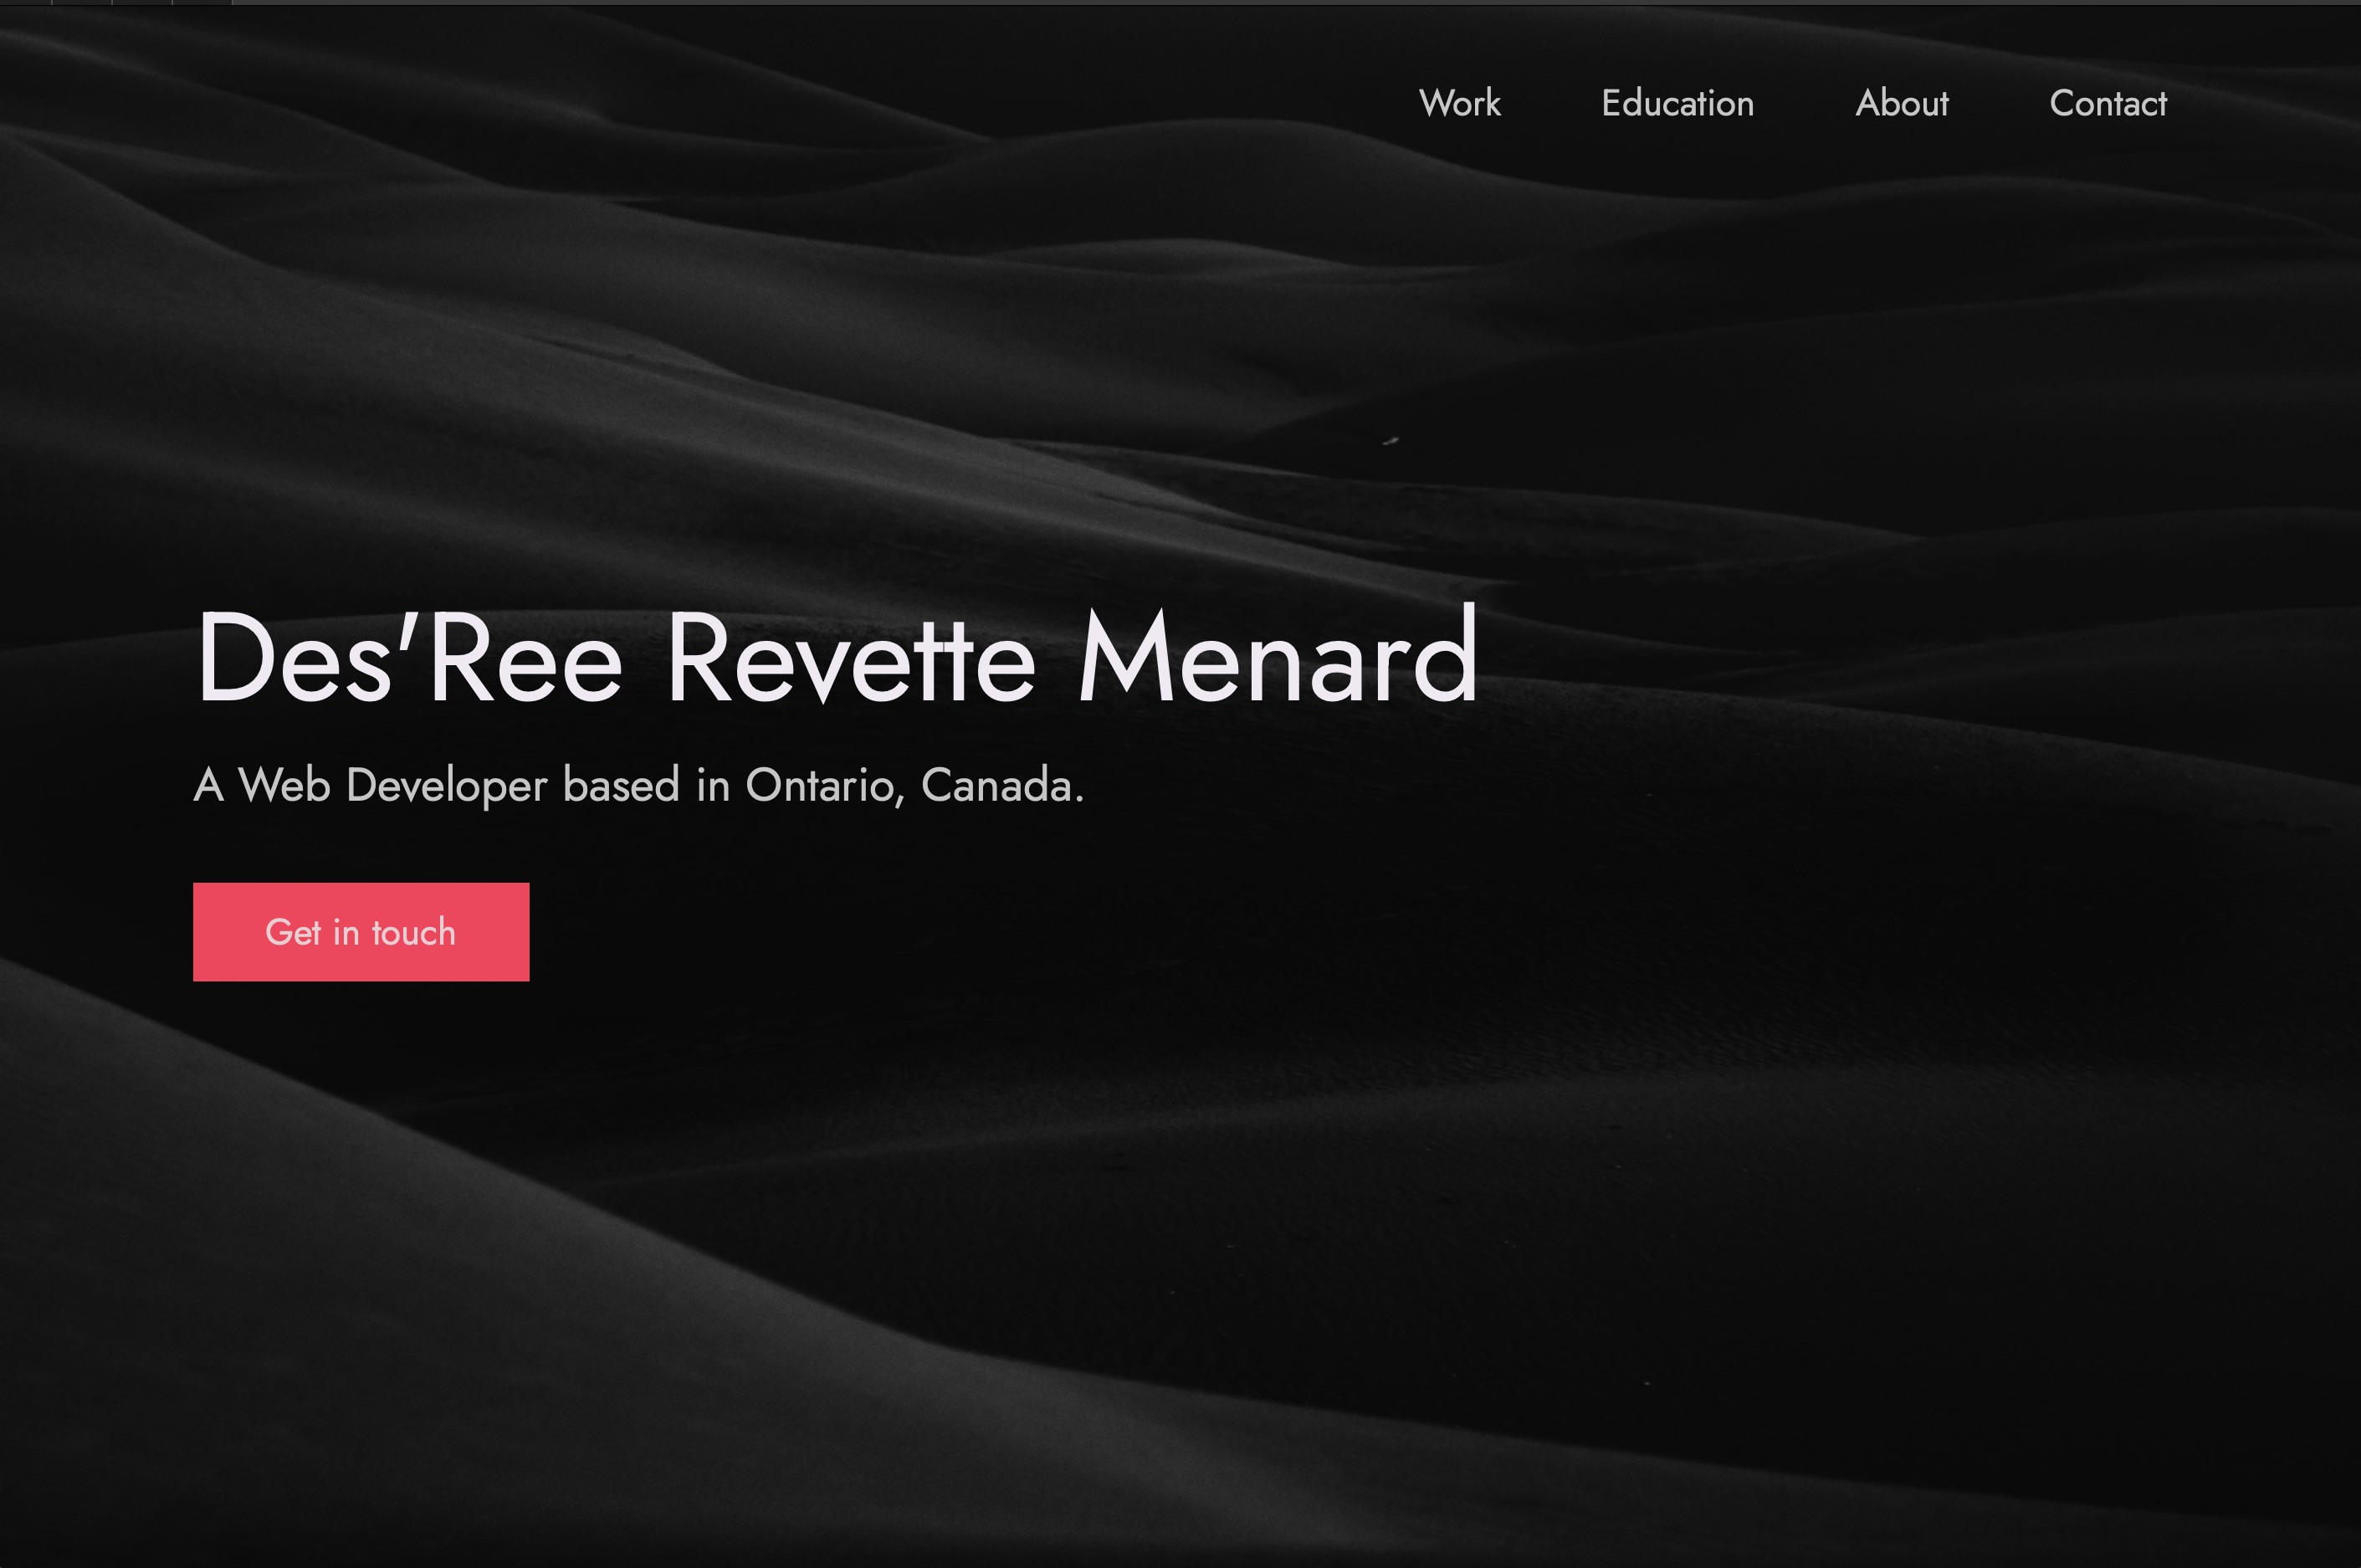 Work Education About Contact
Des'Ree Revette Menard
A Web Developer based in Ontario, Canada.
Get in touch